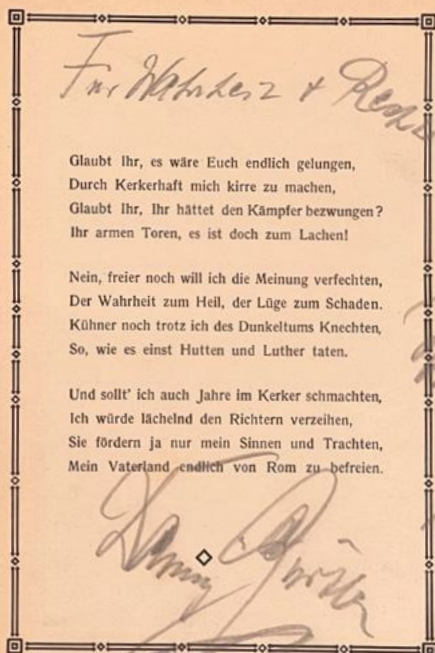 Für Wahrheit + Recht
Glaubt Ihr, es wäre Euch endlich gelungen,
Durch Kerkerhaft mich kirre zu machen,
Glaubt Ihr, Ihr hättet den Kämpfer bezwungen?
Ihr armen Toren, es ist doch zum Lachen!
Nein, freier noch will ich die Meinung verfechten,
Der Wahrheit zum Heil, der Lüge zum Schaden.
Kühner noch trotz ich des Dunkeltums Knechten,
So, wie es einst Hutten und Luther taten.
Und sollt' ich auch Jahre im Kerker schmachten,
Ich würde lächelnd den Richtern verzeihen,
Sie fördern ja nur mein Sinnen und Trachten,
Mein Vaterland endlich von Rom zu befreien.